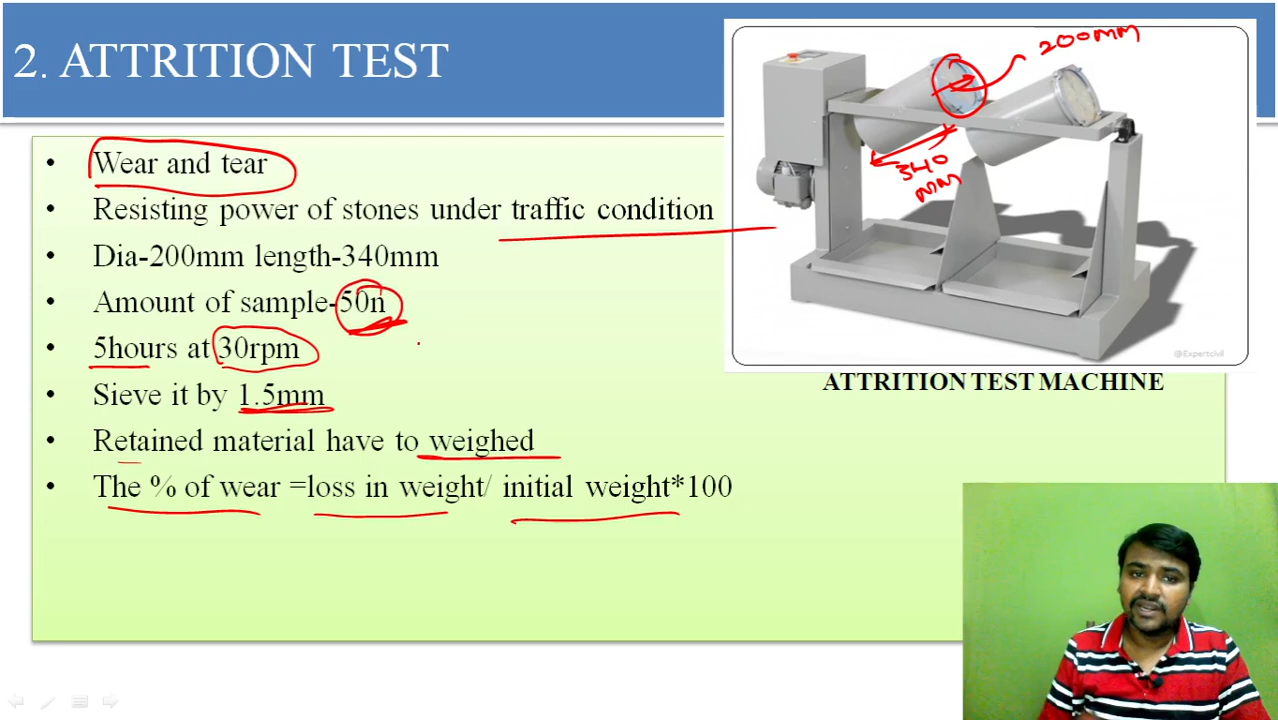 2. ATTRITION TEST
200mm
340
mm
@Expertcivil
ATTRITION TEST MACHINE
• Wear and tear
• Resisting power of stones under traffic condition
• Dia-200mm length-340mm
• Amount of sample-50n
• 5hours at 30rpm
• Sieve it by 1.5mm
• Retained material have to weighed
• The % of wear =loss in weight/ initial weight*100